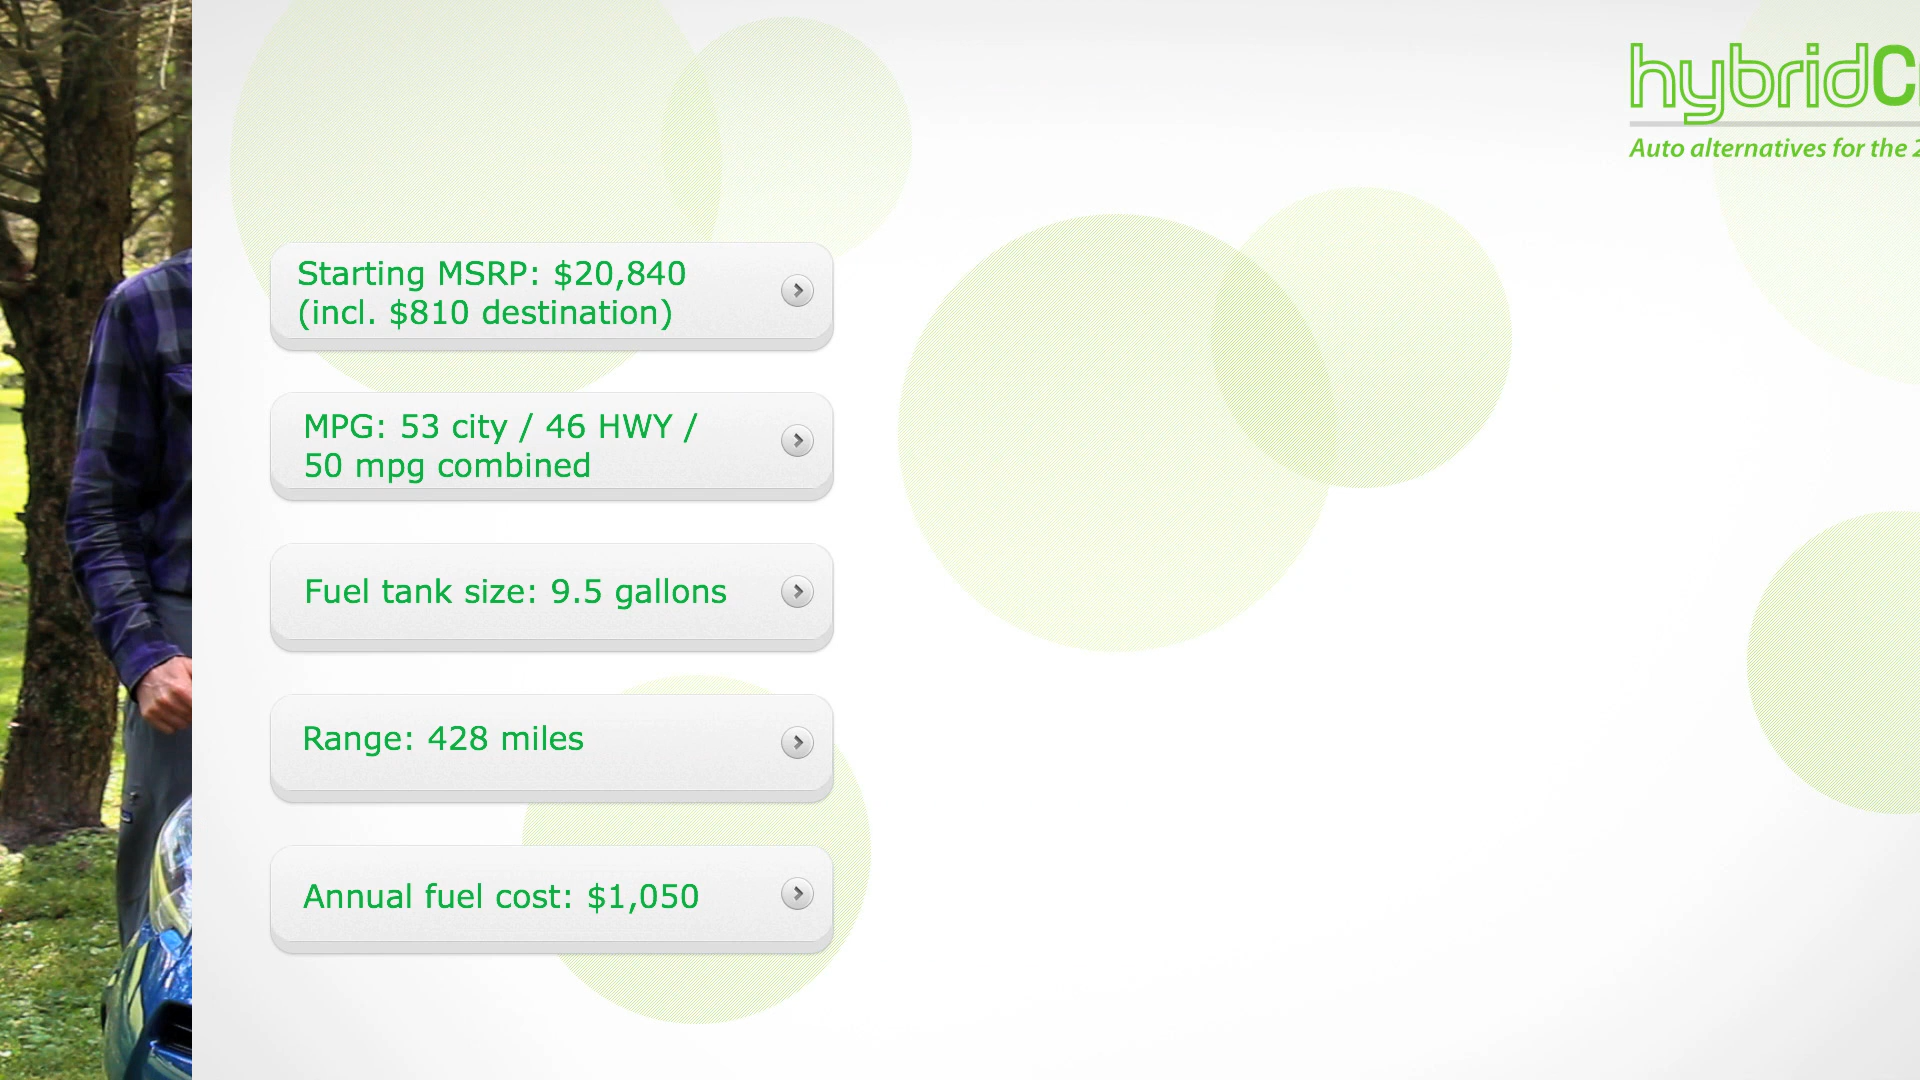 hybridC
Auto alternatives for the
Starting MSRP: $20,840
(incl. $810 destination)
MPG: 53 city / 46 HWY /
50 mpg combined
Fuel tank size: 9.5 gallons
Range: 428 miles
Annual fuel cost: $1,050